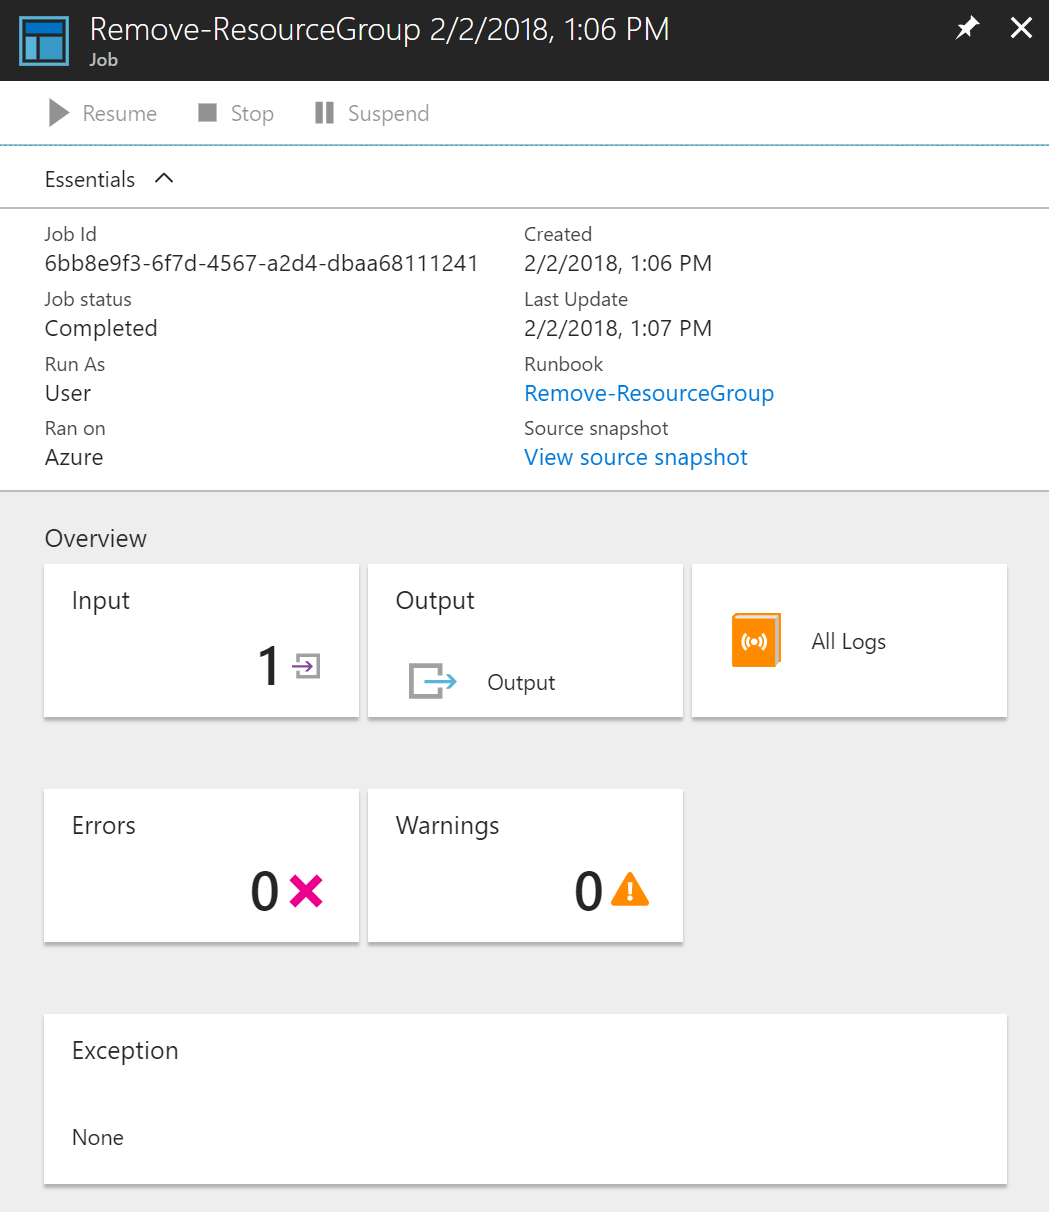 Remove-ResourceGroup 2/2/2018, 1:06 PM
Job
Resume Stop Suspend
Essentials
Job Id
6bb8e9f3-6f7d-4567-a2d4-dbaa68111241
Job status
Completed
Run As
User
Ran on
Azure
Created
2/2/2018, 1:06 PM
Last Update
2/2/2018, 1:07 PM
Runbook
Remove-ResourceGroup
Source snapshot
View source snapshot
Overview
Input
1
Output
Output
All Logs
Errors
0
Warnings
0
Exception
None